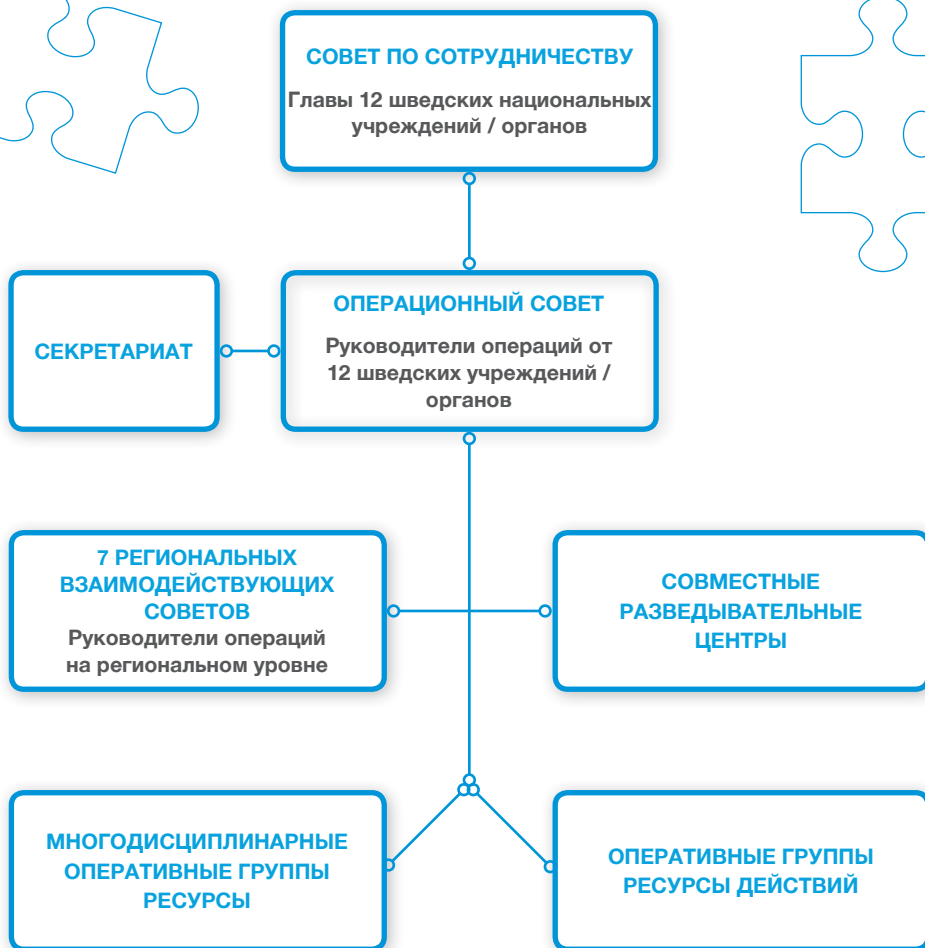 СОВЕТ ПО СОТРУДНИЧЕСТВУ
Главы 12 шведских национальных
учреждений / органов
СЕКРЕТАРИАТ
ОПЕРАЦИОННЫЙ СОВЕТ
Руководители операций от
12 шведских учреждений /
органов
7 РЕГИОНАЛЬНЫХ
ВЗАИМОДЕЙСТВУЮЩИХ
СОВЕТОВ
Руководители операций
на региональном уровне
СОВМЕСТНЫЕ
РАЗВЕДЫВАТЕЛЬНЫЕ
ЦЕНТРЫ
МНОГОДИСЦИПЛИНАРНЫЕ
ОПЕРАТИВНЫЕ ГРУППЫ
РЕСУРСЫ
ОПЕРАТИВНЫЕ ГРУППЫ
РЕСУРСЫ ДЕЙСТВИЙ